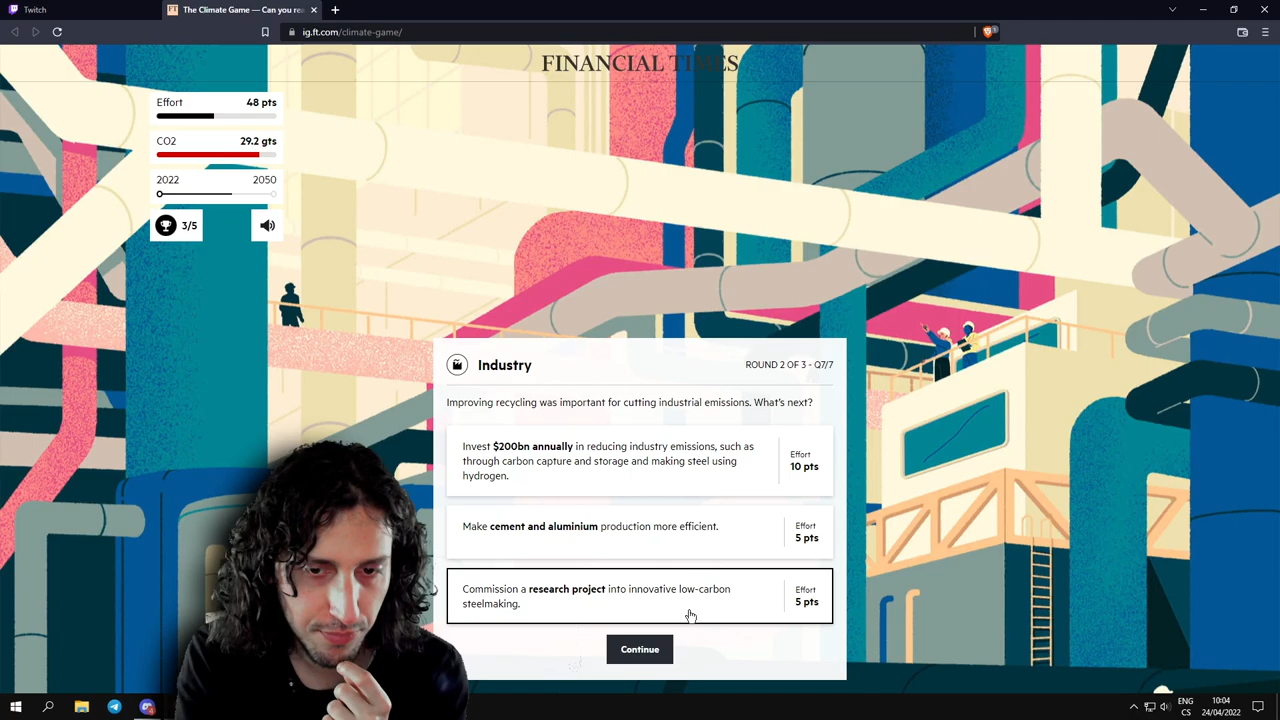 Twitch
The Climate Game — Can you re
ig.ft.com/climate-game/
FINANCIAL TIMES
Effort 48 pts
CO2 29.2 gts
2022 2050
3/5
Industry
ROUND 2 OF 3 - Q7/7
Improving recycling was important for cutting industrial emissions. What's next?
Invest $200bn annually in reducing industry emissions, such as
through carbon capture and storage and making steel using
hydrogen.
Effort
10 pts
Make cement and aluminium production more efficient.
Effort
5 pts
Commission a research project into innovative low-carbon
steelmaking.
Effort
5 pts
Continue
ENG
CS
10:04
24/04/2022